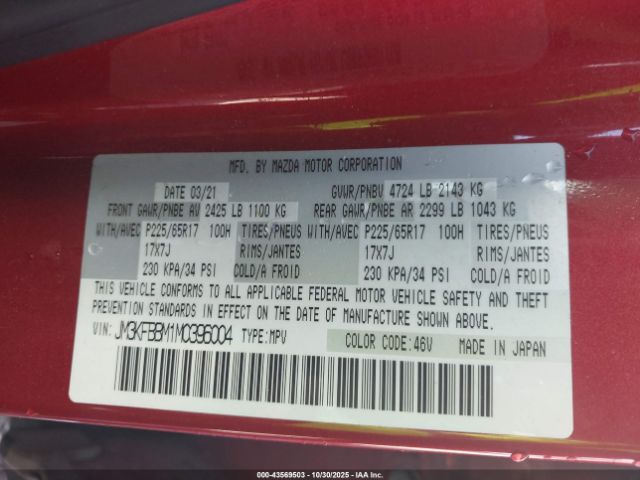 MFD. BY MAZDA MOTOR CORPORATION
DATE 03/21 GVWR/PNBV 4724 LB 2143 KG
FRONT GAWR/PNBE AV 2425 LB 1100 KG REAR GAWR/PNBE AR 2299 LB 1043 KG
WITH/AVEC P225/65R17 100H TIRES/PNEUS WITH/AVEC P225/65R17 100H TIRES/PNEUS
17X7J RIMS/JANTES 17X7J RIMS/JANTES
230 KPA/34 PSI COLD/A FROID 230 KPA/34 PSI COLD/A FROID
THIS VEHICLE CONFORMS TO ALL APPLICABLE FEDERAL MOTOR VEHICLE SAFETY AND THEFT
PREVENTION STANDARDS IN EFFECT ON THE DATE OF MANUFACTURE SHOWN ABOVE.
VIN: JM3KFBBM1M0396004 TYPE:MPV COLOR CODE:46V MADE IN JAPAN
000-43569503 - 10/30/2025 - IAA Inc.